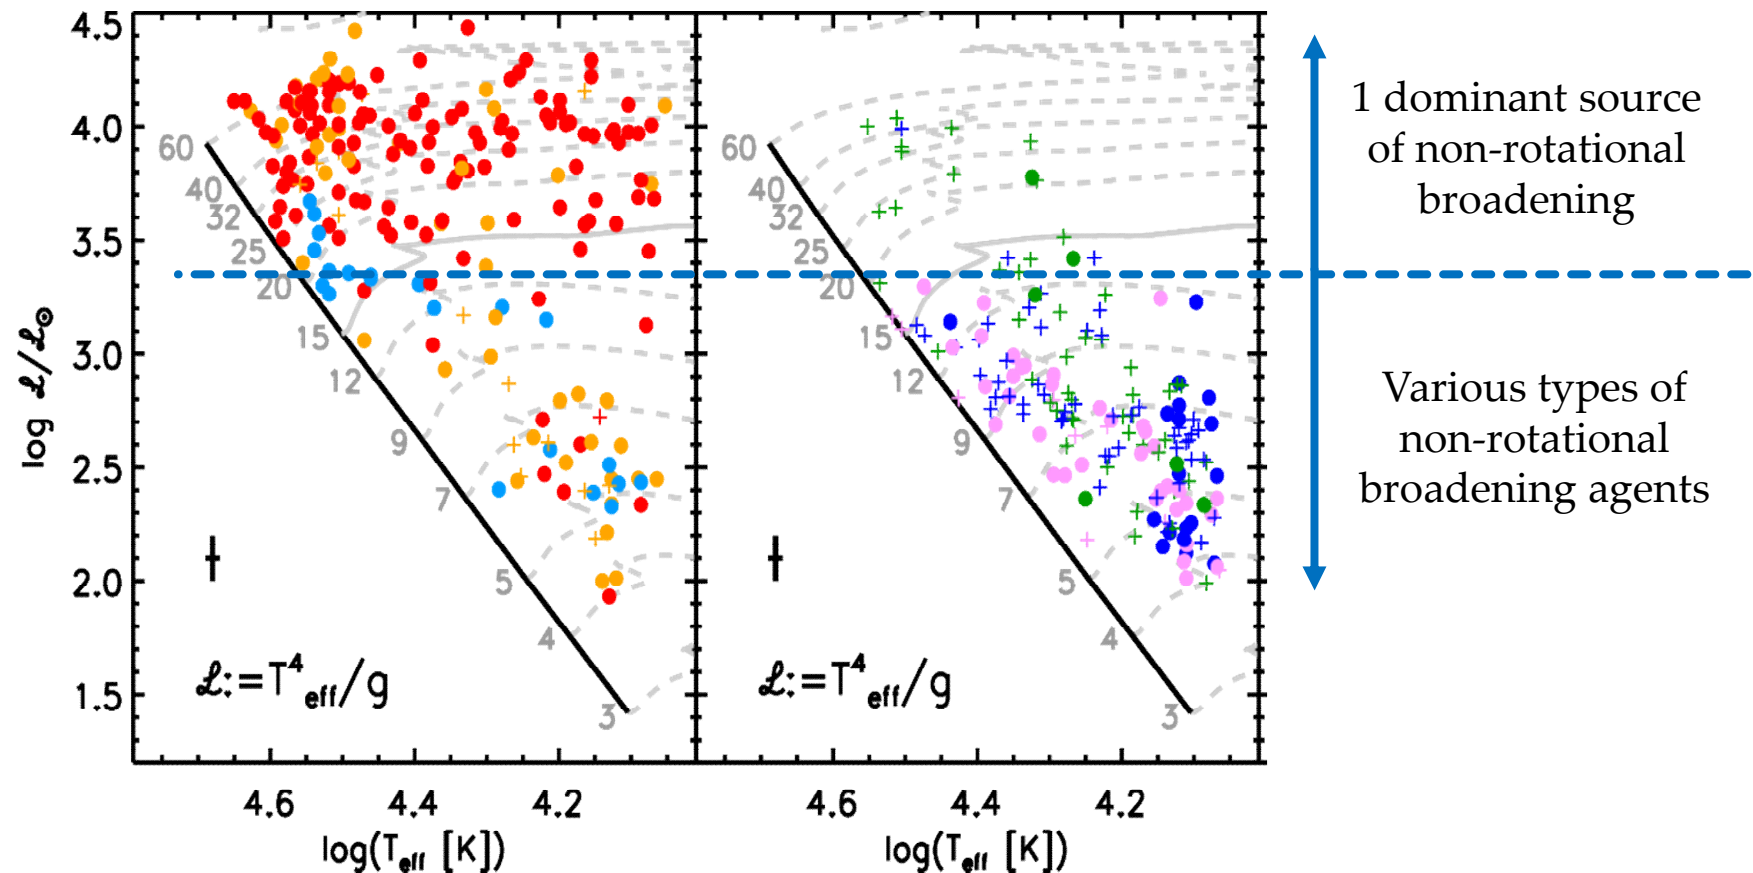 4.5
4.0
3.5
3.0
2.5
2.0
1.5
log ℒ/ℒ☉
60
40
32
25
20
15
12
9
7
5
4
3
ℒ:=T⁴eff/g
4.6 4.4 4.2
log(Teff [K])
60
40
32
25
20
15
12
9
7
5
4
3
ℒ:=T⁴eff/g
4.6 4.4 4.2
log(Teff [K])
1 dominant source
of non-rotational
broadening
Various types of
non-rotational
broadening agents